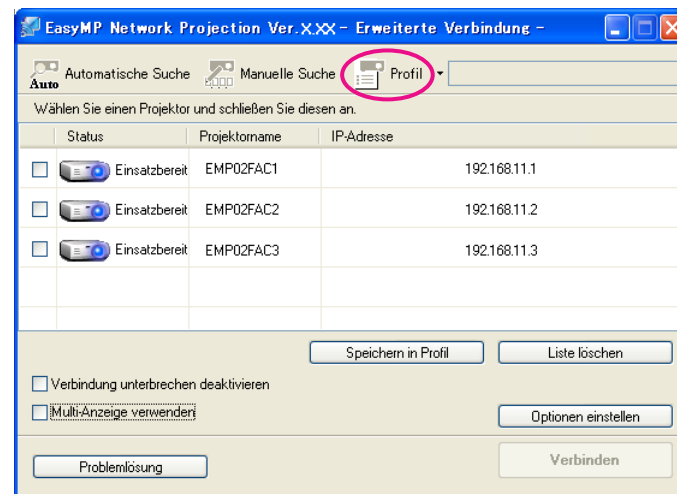 EasyMP Network Projection Ver.X.XX - Erweiterte Verbindung -
Auto Automatische Suche Manuelle Suche Profil
Wählen Sie einen Projektor und schließen Sie diesen an.
Status Projektorname IP-Adresse
Einsatzbereit EMP02FAC1 192.168.11.1
Einsatzbereit EMP02FAC2 192.168.11.2
Einsatzbereit EMP02FAC3 192.168.11.3
Speichern in Profil Liste löschen
Verbindung unterbrechen deaktivieren
Multi-Anzeige verwenden
Optionen einstellen
Problemlösung Verbinden